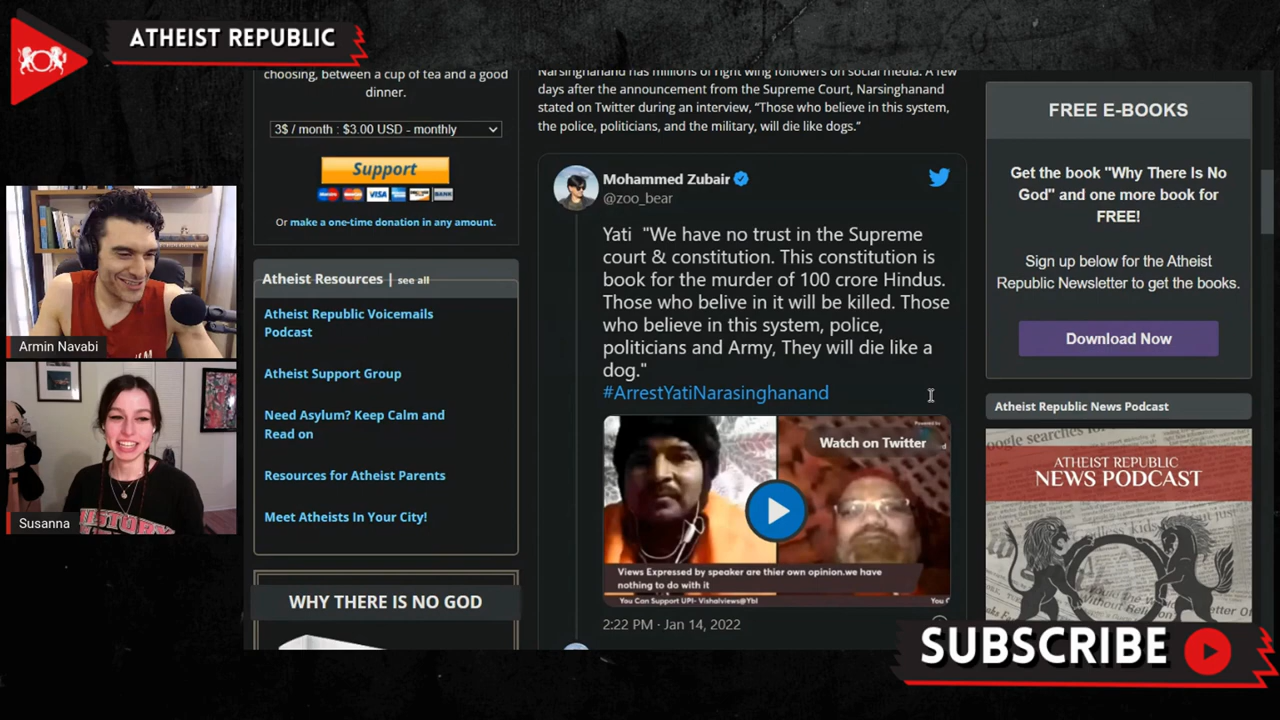 ATHEIST REPUBLIC
choosing, between a cup of tea and a good
dinner.
3$ / month : $3.00 USD - monthly
Support
VISA
BANK
Or make a one-time donation in any amount.
Armin Navabi
Susanna
Atheist Resources | see all
Atheist Republic Voicemails
Podcast
Atheist Support Group
Need Asylum? Keep Calm and
Read on
Resources for Atheist Parents
Meet Atheists In Your City!
WHY THERE IS NO GOD
Narsinghanand has millions of right wing followers on social media. A few
days after the announcement from the Supreme Court, Narsinghanand
stated on Twitter during an interview, “Those who believe in this system,
the police, politicians, and the military, will die like dogs.”
Mohammed Zubair
@zoo_bear
Yati "We have no trust in the Supreme
court & constitution. This constitution is
book for the murder of 100 crore Hindus.
Those who belive in it will be killed. Those
who believe in this system, police,
politicians and Army, They will die like a
dog."
#ArrestYatiNarasinghanand
Watch on Twitter
Views Expressed by speaker are thier own opinion.we have
nothing to do with it
You Can Support UPI- Vishalviews@Ybl
You C
2:22 PM · Jan 14, 2022
FREE E-BOOKS
Get the book "Why There Is No
God" and one more book for
FREE!
Sign up below for the Atheist
Republic Newsletter to get the books.
Download Now
Atheist Republic News Podcast
ATHEIST REPUBLIC
NEWS PODCAST
SUBSCRIBE